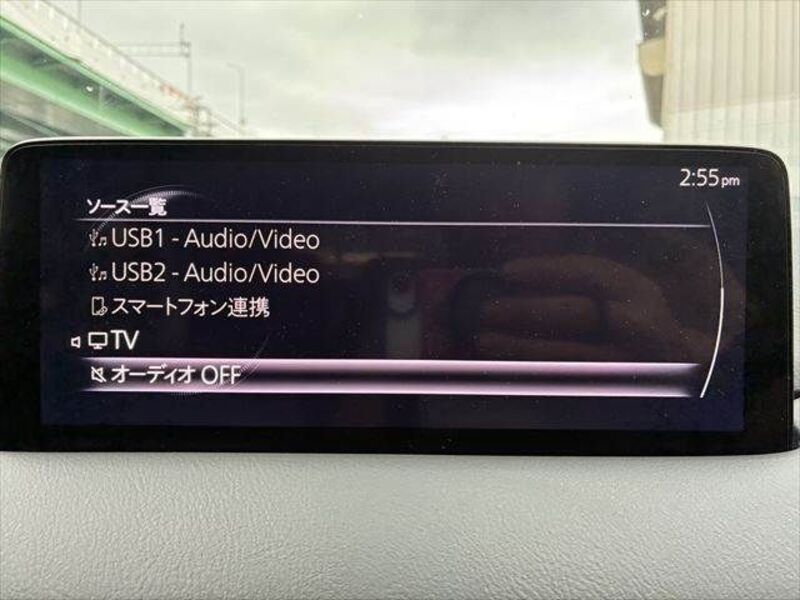 2:55pm
ソース一覧
USB1 - Audio/Video
USB2 - Audio/Video
スマートフォン連携
TV
オーディオ OFF